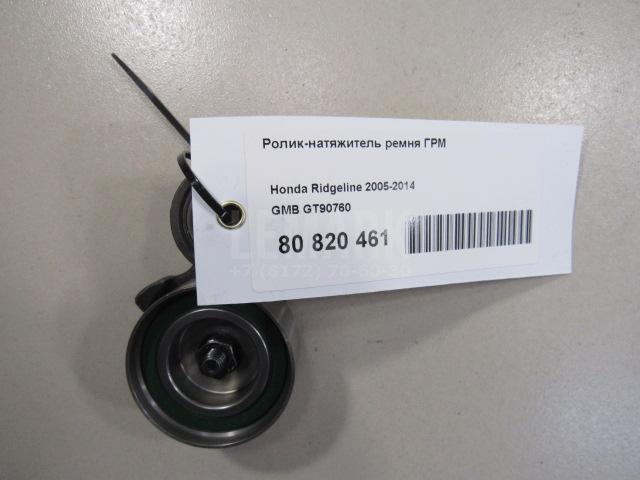 Ролик-натяжитель ремня ГРМ
Honda Ridgeline 2005-2014
GMB GT90760
80 820 461